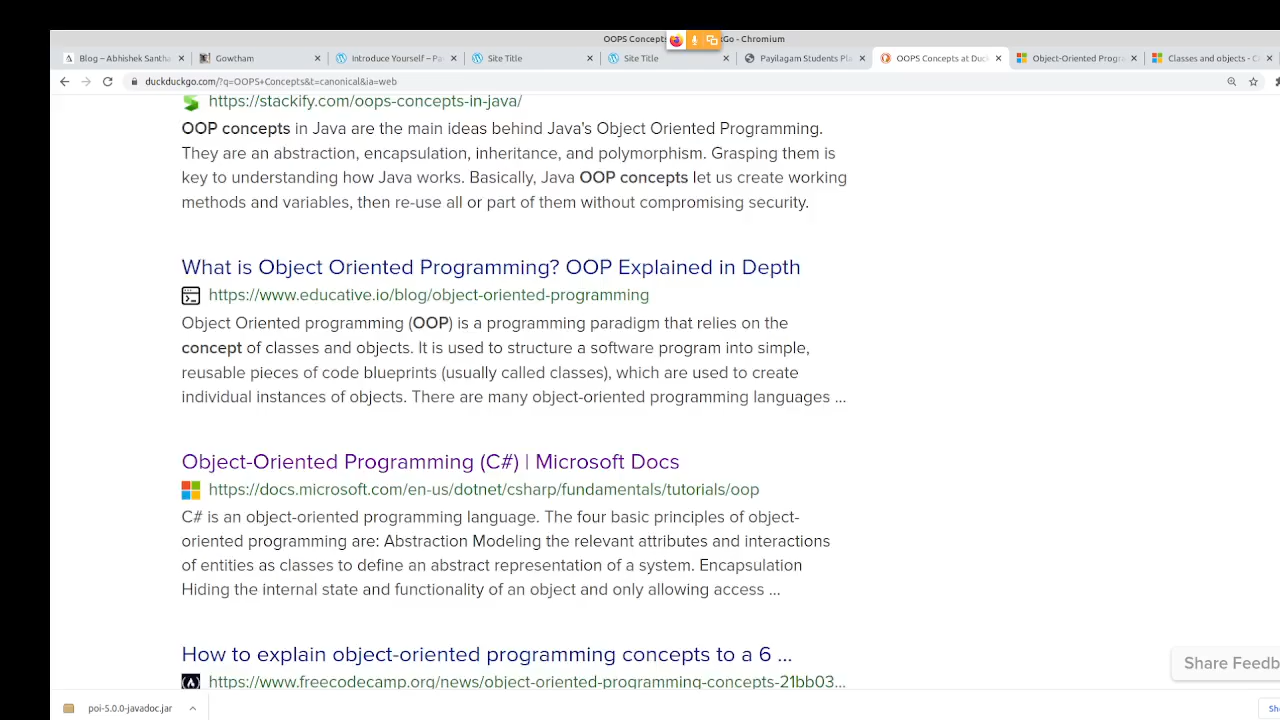 OOPS Concepts
Go - Chromium
Blog – Abhishek Santha
Gowtham
Introduce Yourself – Pa
Site Title
Site Title
Payilagam Students Pl
OOPS Concepts at Duc
Object-Oriented Progra
Classes and objects - C
duckduckgo.com/?q=OOPS+Concepts&t=canonical&ia=web
https://stackify.com/oops-concepts-in-java/
OOP concepts in Java are the main ideas behind Java's Object Oriented Programming.
They are an abstraction, encapsulation, inheritance, and polymorphism. Grasping them is
key to understanding how Java works. Basically, Java OOP concepts let us create working
methods and variables, then re-use all or part of them without compromising security.
What is Object Oriented Programming? OOP Explained in Depth
https://www.educative.io/blog/object-oriented-programming
Object Oriented programming (OOP) is a programming paradigm that relies on the
concept of classes and objects. It is used to structure a software program into simple,
reusable pieces of code blueprints (usually called classes), which are used to create
individual instances of objects. There are many object-oriented programming languages ...
Object-Oriented Programming (C#) | Microsoft Docs
https://docs.microsoft.com/en-us/dotnet/csharp/fundamentals/tutorials/oop
C# is an object-oriented programming language. The four basic principles of object-
oriented programming are: Abstraction Modeling the relevant attributes and interactions
of entities as classes to define an abstract representation of a system. Encapsulation
Hiding the internal state and functionality of an object and only allowing access ...
How to explain object-oriented programming concepts to a 6 ...
https://www.freecodecamp.org/news/object-oriented-programming-concepts-21bb03...
Share Feedb
poi-5.0.0-javadoc.jar
Sh